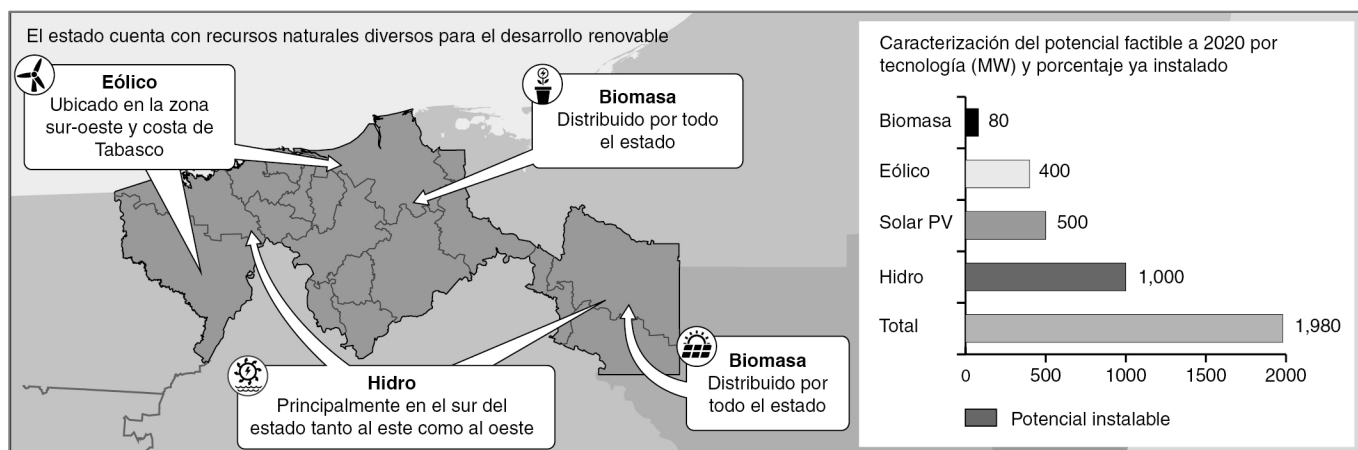 El estado cuenta con recursos naturales diversos para el desarrollo renovable
Eólico
Ubicado en la zona
sur-oeste y costa de
Tabasco
Biomasa
Distribuido por todo
el estado
Hidro
Principalmente en el sur del
estado tanto al este como al oeste
Biomasa
Distribuido por
todo el estado
Caracterización del potencial factible a 2020 por
tecnología (MW) y porcentaje ya instalado
Biomasa 80
Eólico 400
Solar PV 500
Hidro 1,000
Total 1,980
0 500 1000 1500 2000
Potencial instalable